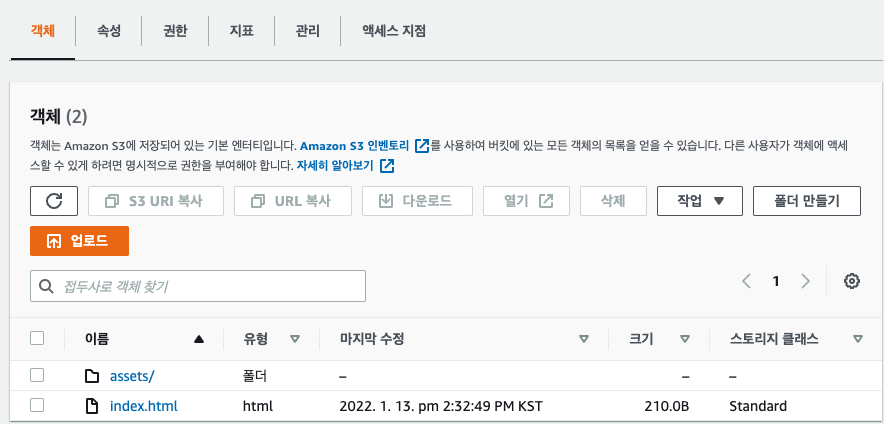 객체 속성 권한 지표 관리 액세스 지점
객체 (2)
객체는 Amazon S3에 저장되어 있는 기본 엔터티입니다. Amazon S3 인벤토리 를 사용하여 버킷에 있는 모든 객체의 목록을 얻을 수 있습니다. 다른 사용자가 객체에 액세
스할 수 있게 하려면 명시적으로 권한을 부여해야 합니다. 자세히 알아보기
S3 URI 복사 URL 복사 다운로드 열기 삭제 작업 폴더 만들기
업로드
접두사로 객체 찾기 1
이름 유형 마지막 수정 크기 스토리지 클래스
assets/ 폴더 – – –
index.html html 2022. 1. 13. pm 2:32:49 PM KST 210.0B Standard